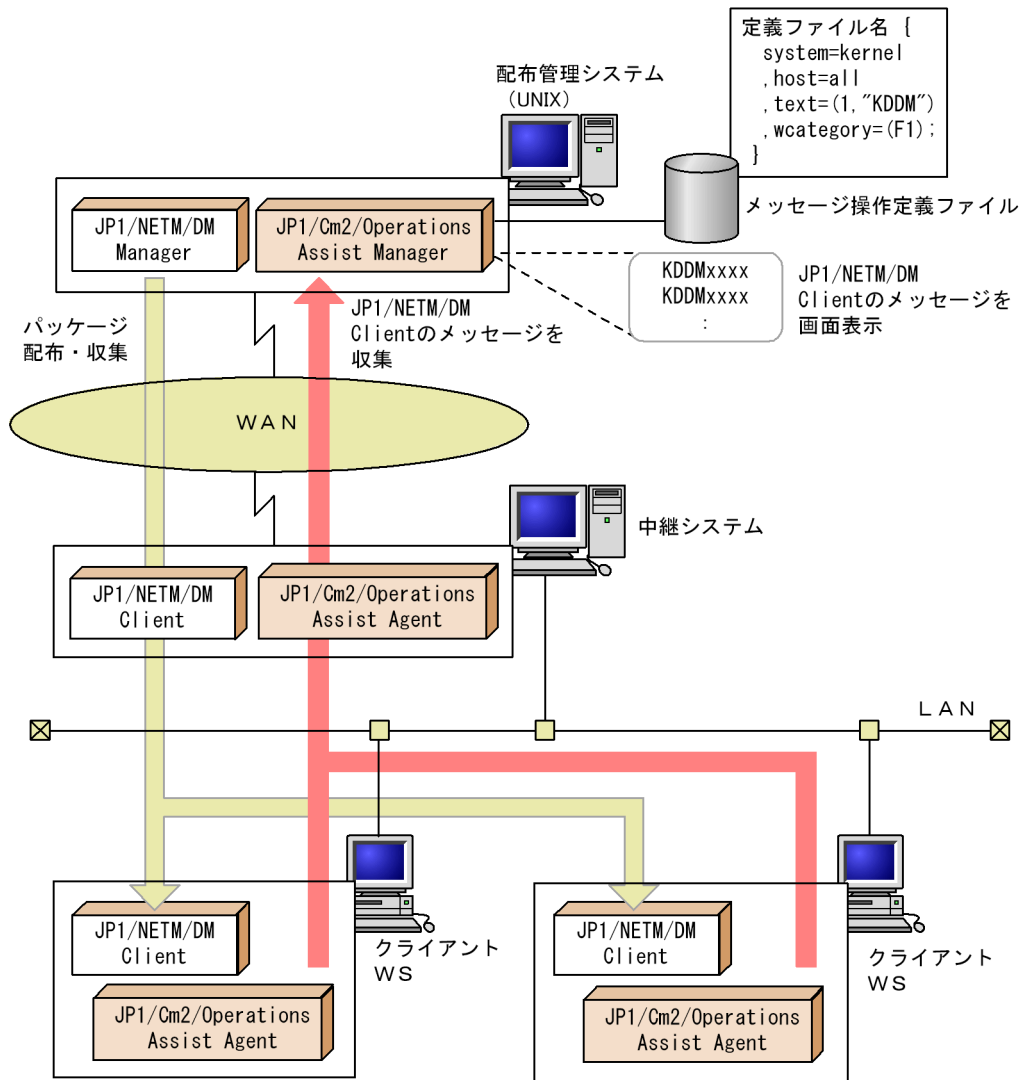 定義ファイル名 {
system=kernel
,host=all
,text=(1,"KDDM")
,wcategory=(F1);
}
配布管理システム
（UNIX）
メッセージ操作定義ファイル
JP1/NETM/DM
Manager
JP1/Cm2/Operations
Assist Manager
KDDMxxxx
KDDMxxxx
:
JP1/NETM/DM
Clientのメッセージを
画面表示
パッケージ
配布・収集
JP1/NETM/DM
Clientのメッセージを
収集
ＷＡＮ
中継システム
JP1/NETM/DM
Client
JP1/Cm2/Operations
Assist Agent
ＬＡＮ
JP1/NETM/DM
Client
JP1/Cm2/Operations
Assist Agent
クライアント
ＷＳ
JP1/NETM/DM
Client
JP1/Cm2/Operations
Assist Agent
クライアント
ＷＳ